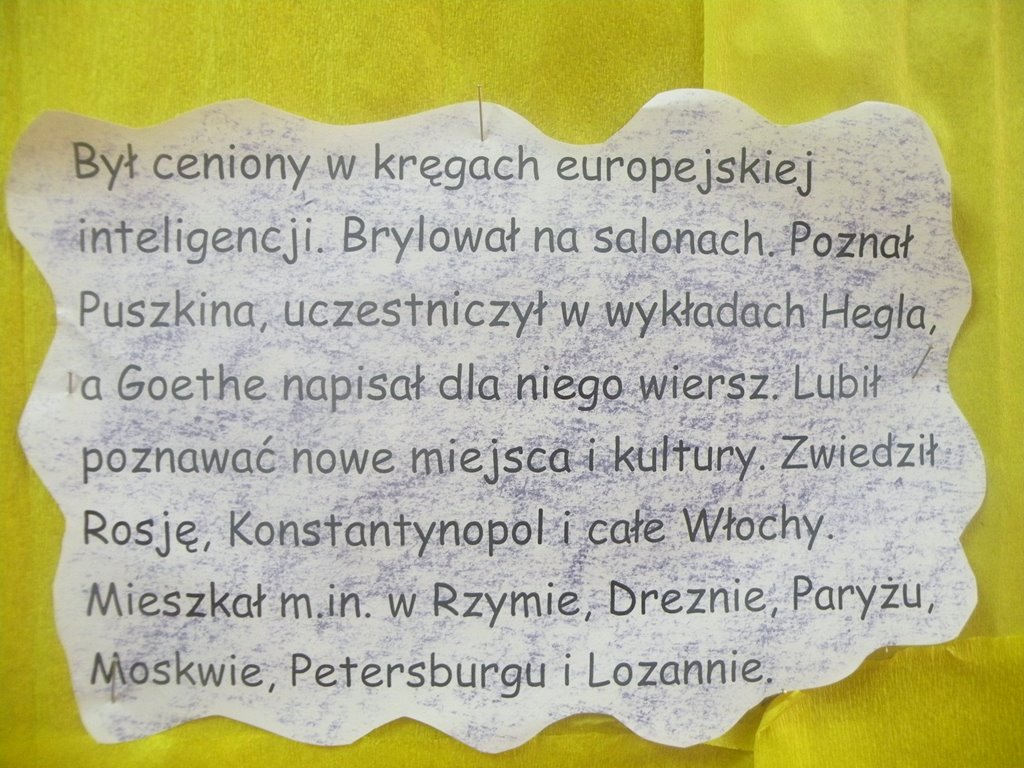 Był ceniony w kręgach europejskiej
inteligencji. Brylował na salonach. Poznał
Puszkina, uczestniczył w wykładach Hegla,
a Goethe napisał dla niego wiersz. Lubił
poznawać nowe miejsca i kultury. Zwiedził
Rosję, Konstantynopol i całe Włochy.
Mieszkał m.in. w Rzymie, Dreznie, Paryżu,
Moskwie, Petersburgu i Lozannie.